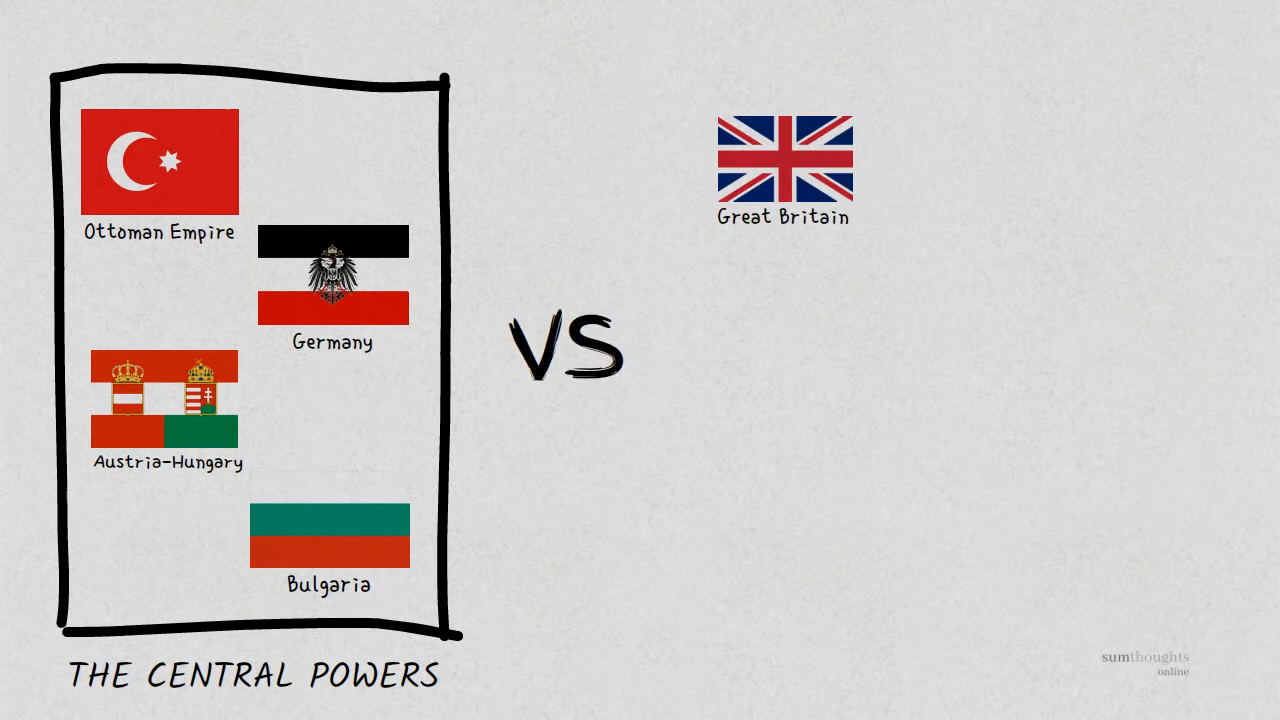 Ottoman Empire
Germany
Austria-Hungary
Bulgaria
THE CENTRAL POWERS
VS
Great Britain
sumthoughts
online